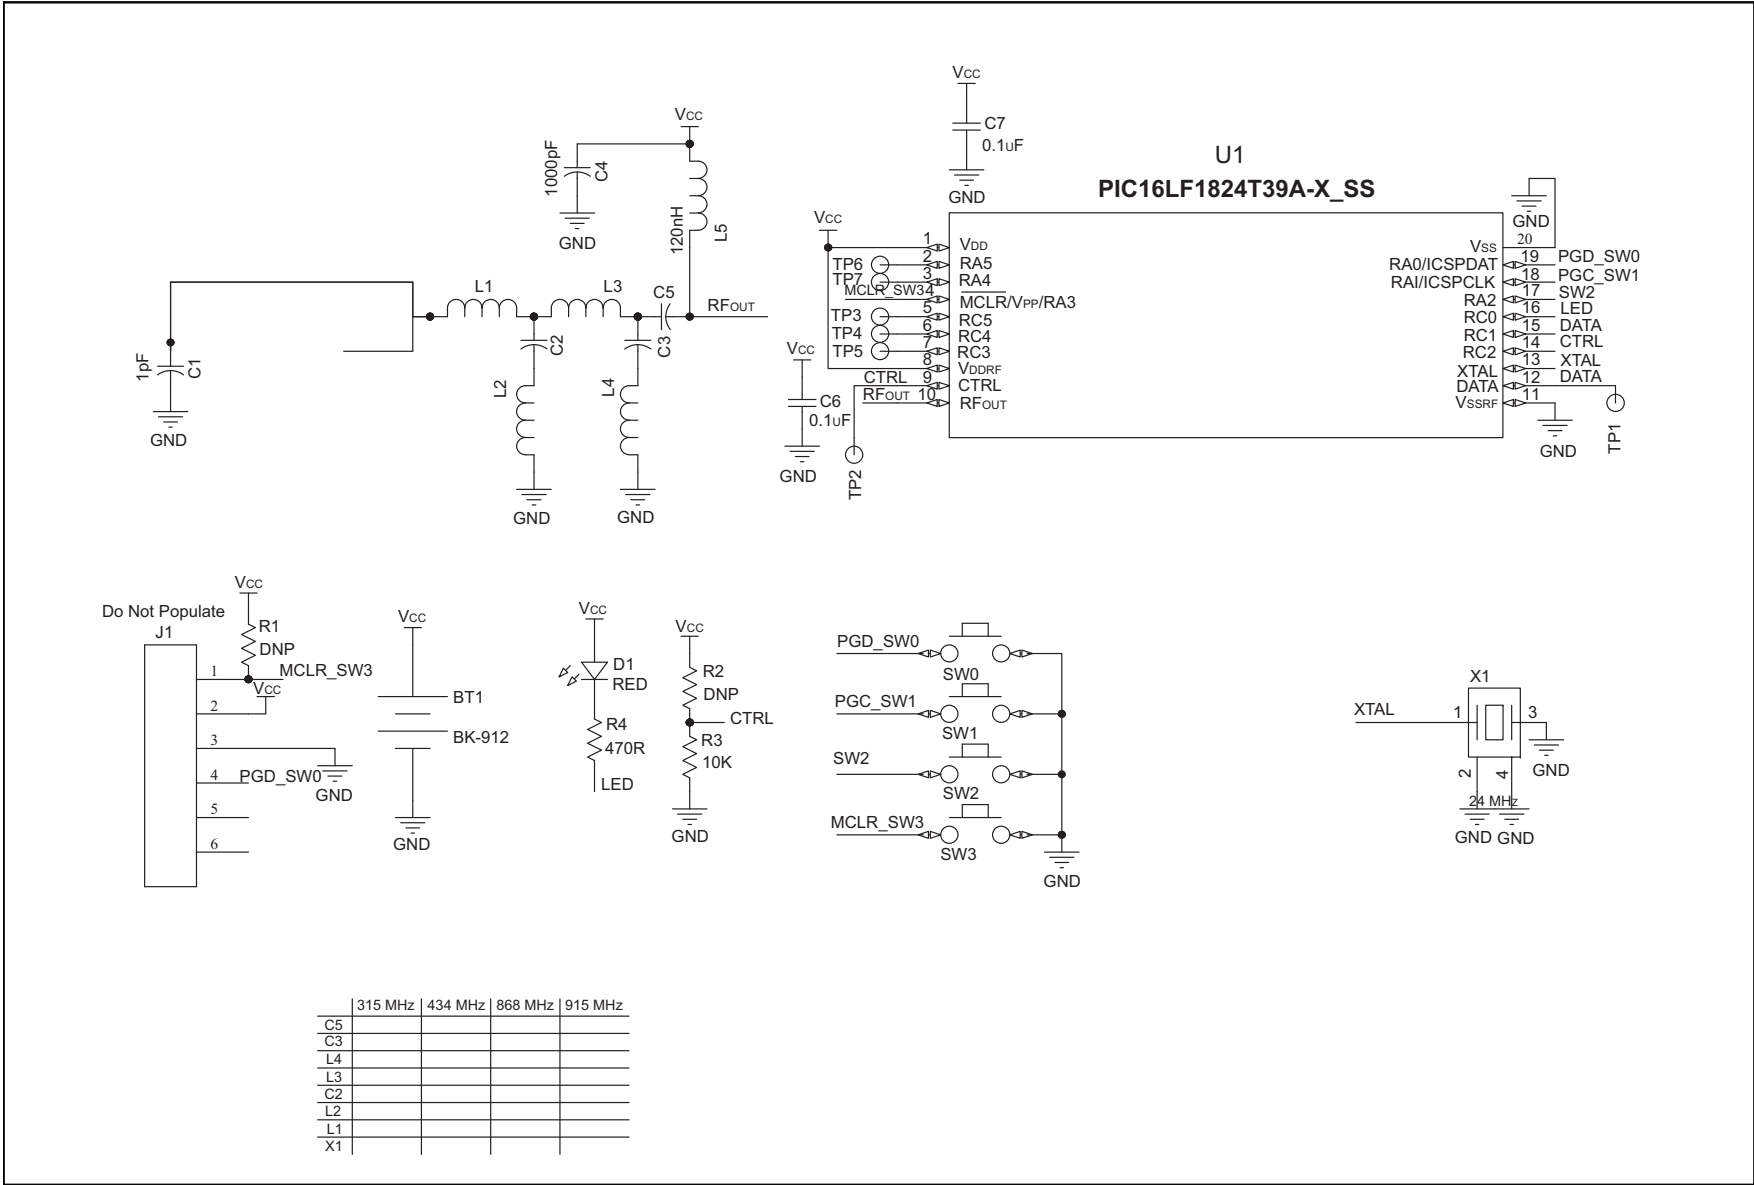 VCC
C7
0.1uF
GND
U1
PIC16LF1824T39A-X_SS
VCC
1000pF
C4
GND
120nH
L5
L1
L3
C5
RFOUT
1pF
C1
GND
C2
C3
L2
L4
GND
GND
VCC
1
VDD
TP6
2
RA5
TP7
3
RA4
MCLR_SW3
4
MCLR/VPP/RA3
TP3
5
RC5
TP4
6
RC4
TP5
7
RC3
8
VDDRF
CTRL
9
CTRL
RFOUT
10
RFOUT
VCC
C6
0.1uF
GND
TP2
GND
VSS
20
RA0/ICSPDAT
19
PGD_SW0
RAI/ICSPCLK
18
PGC_SW1
RA2
17
SW2
RC0
16
LED
RC1
15
DATA
RC2
14
CTRL
XTAL
13
XTAL
DATA
12
DATA
VSSRF
11
GND
TP1
Do Not Populate
J1
VCC
R1
DNP
1
MCLR_SW3
VCC
2
3
GND
4
PGD_SW0
5
6
VCC
BT1
BK-912
GND
VCC
D1
RED
R4
470R
LED
VCC
R2
DNP
CTRL
R3
10K
GND
PGD_SW0
SW0
PGC_SW1
SW1
SW2
SW2
MCLR_SW3
SW3
GND
X1
XTAL
1
3
GND
2
4
24 MHz
GND
GND
315 MHz 434 MHz 868 MHz 915 MHz
C5
C3
L4
L3
C2
L2
L1
X1